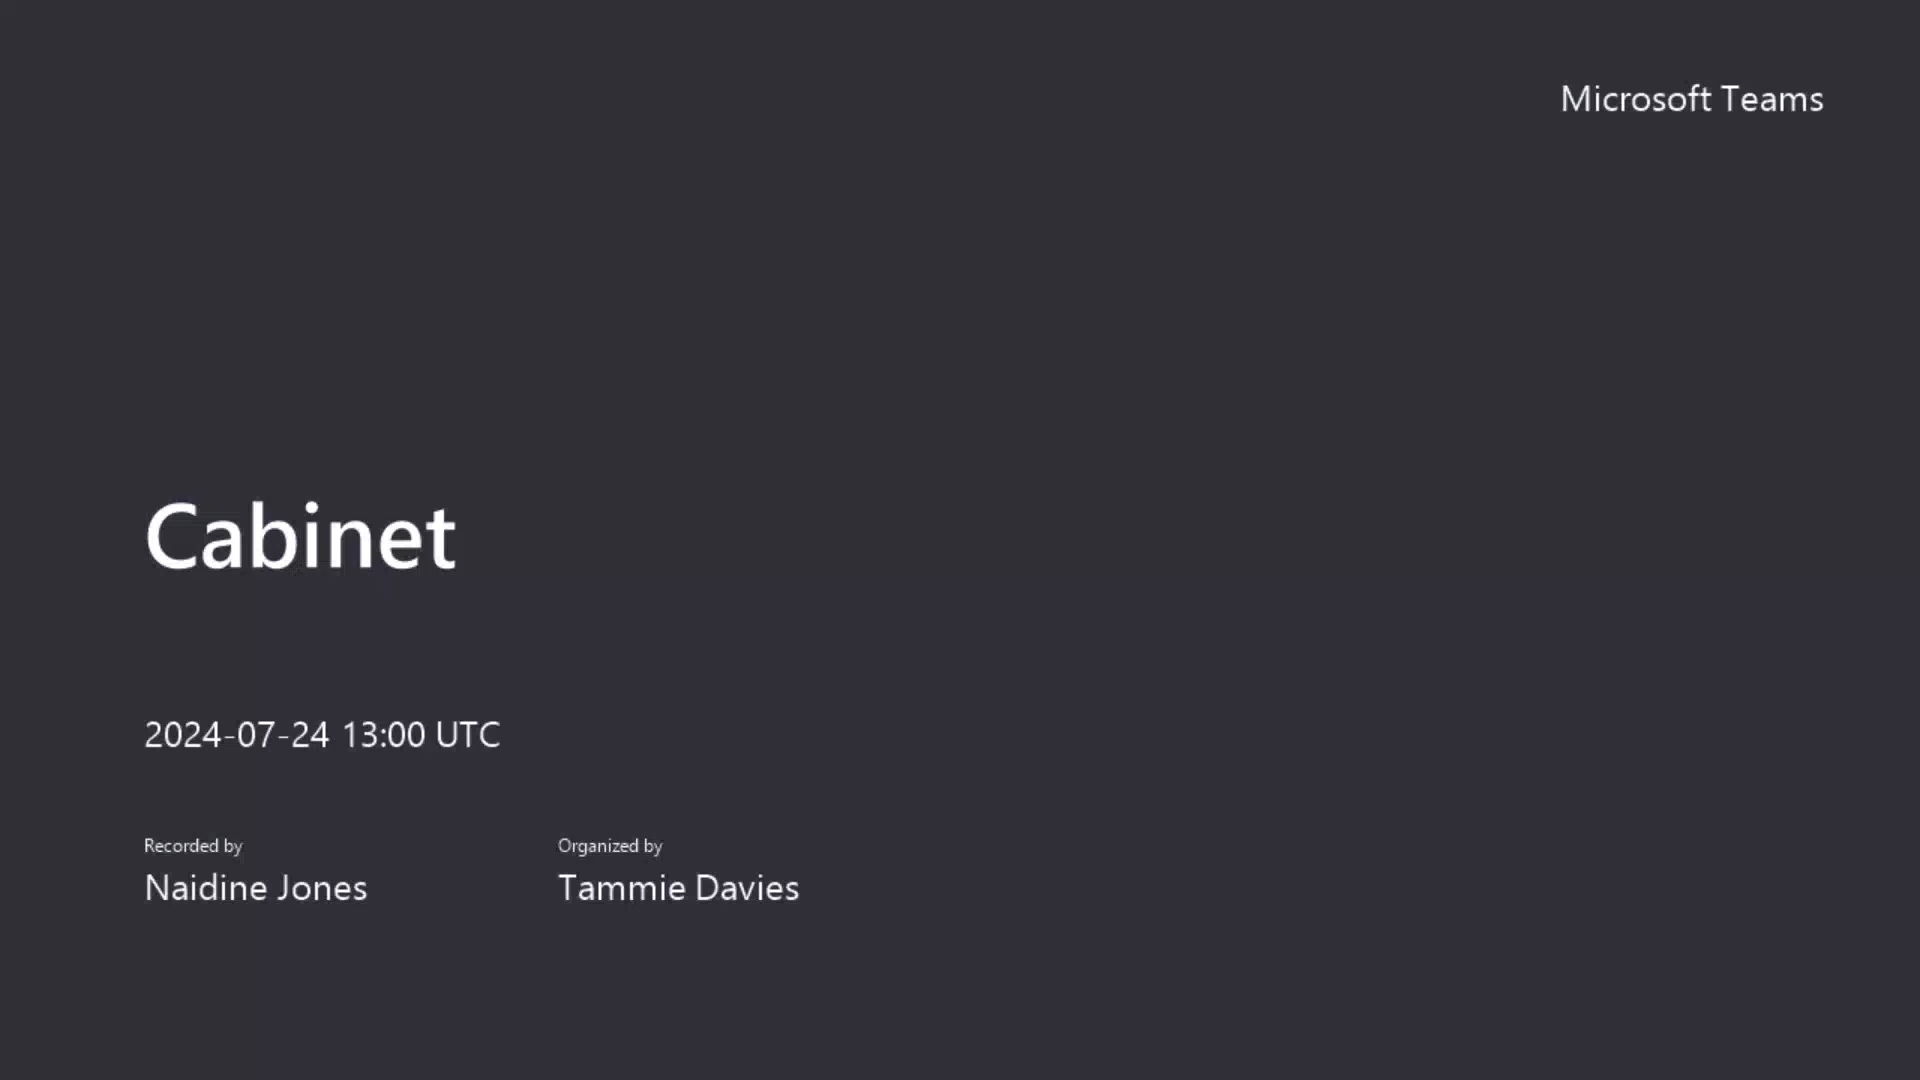 Microsoft Teams
Cabinet
2024-07-24 13:00 UTC
Recorded by
Naidine Jones
Organized by
Tammie Davies